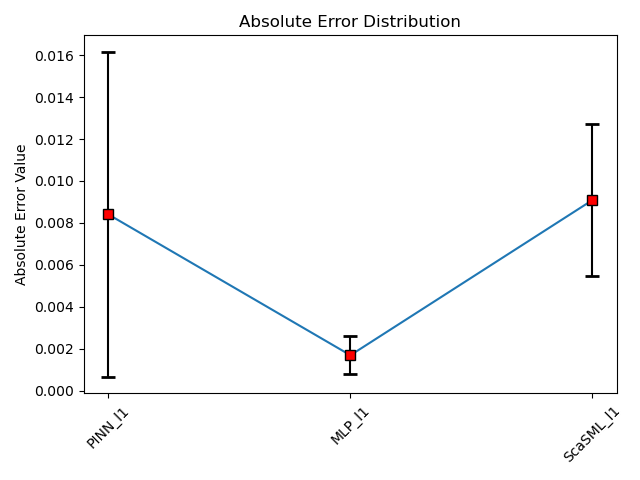 Absolute Error Distribution
Absolute Error Value
0.016
0.014
0.012
0.010
0.008
0.006
0.004
0.002
0.000
PINN_l1
MLP_l1
ScaSML_l1